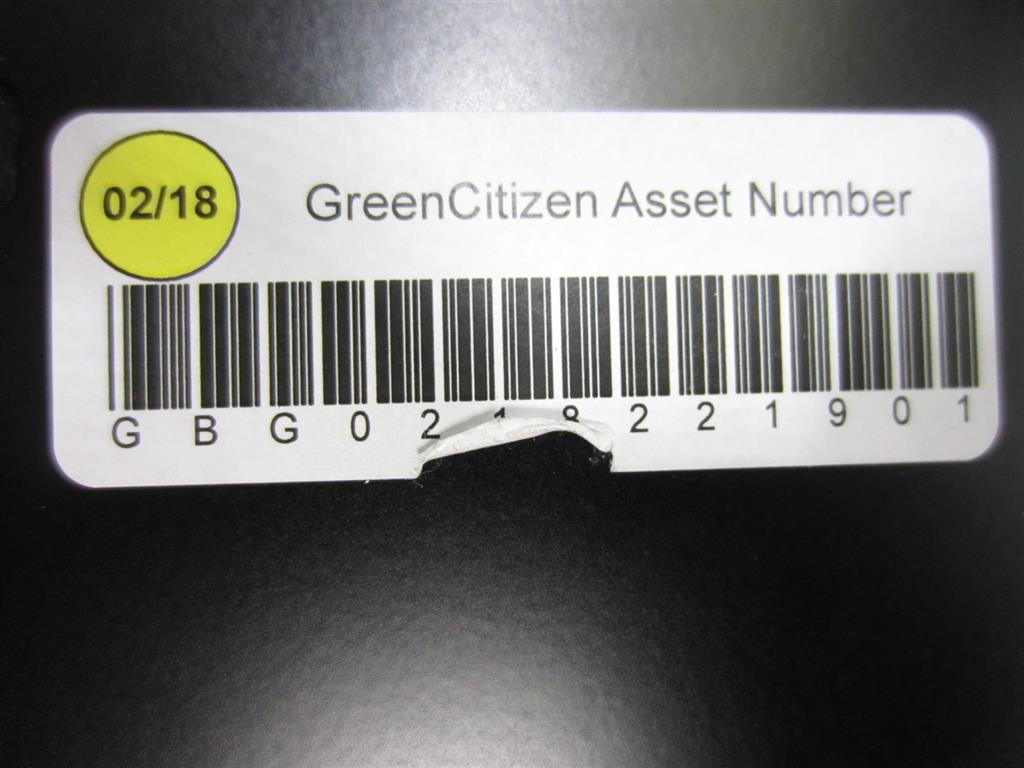 02/18
GreenCitizen Asset Number
G B G 0 2 1 8 2 2 1 9 0 1